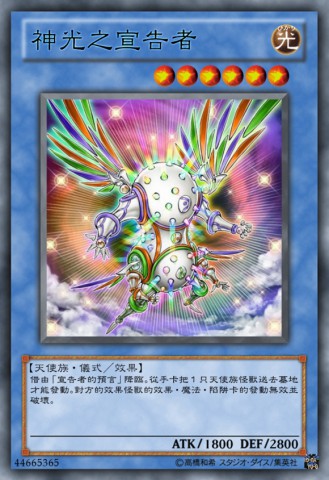 神光之宣告者
光
【天使族・儀式／效果】
借由「宣告者的預言」降臨。從手卡把1只天使族怪獸送去墓地
才能發動。對方的效果怪獸的效果・魔法・陷阱卡的發動無效並
破壞。
ATK/1800 DEF/2800
44665365
©高橋和希 スタジオ・ダイス/集英社